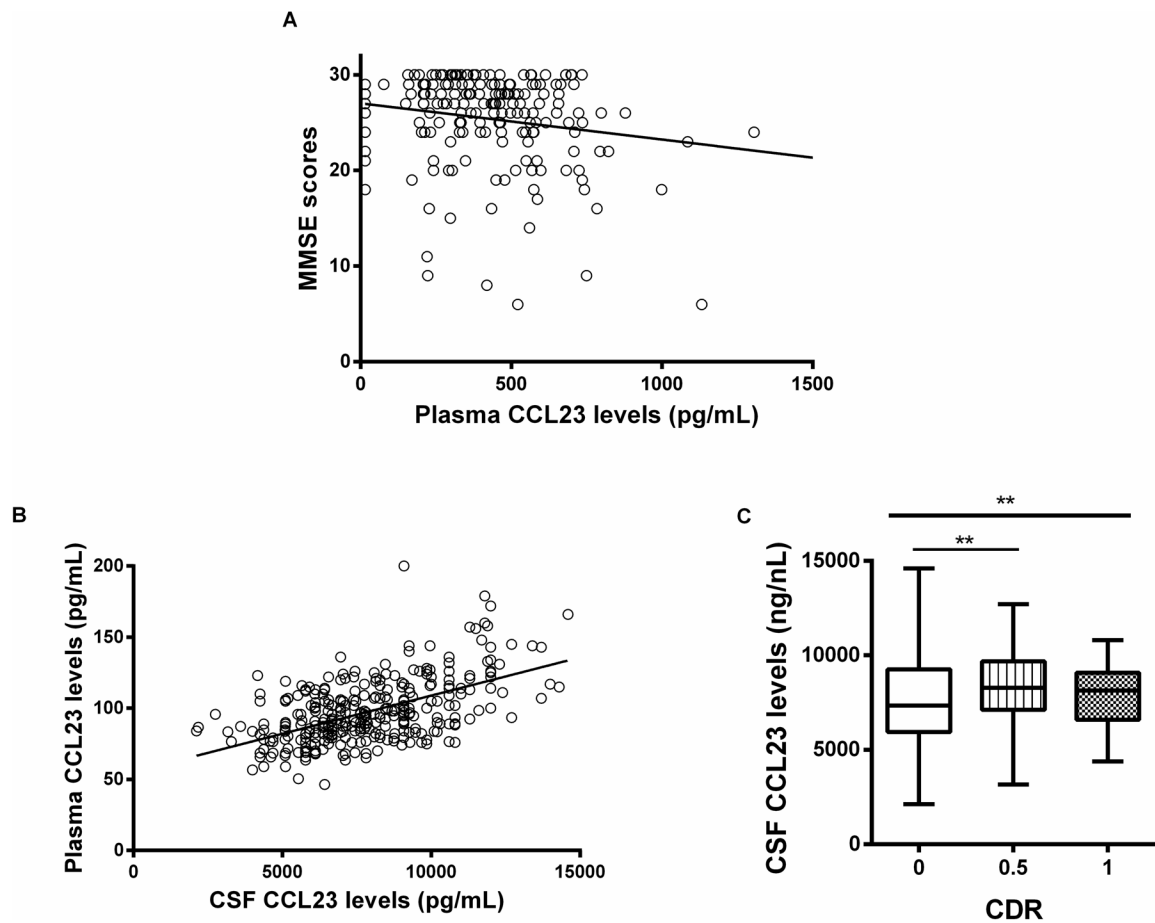 A
30
20
10
0
MMSE scores
0 500 1000 1500
Plasma CCL23 levels (pg/mL)
B
200
150
100
50
0
Plasma CCL23 levels (pg/mL)
0 5000 10000 15000
CSF CCL23 levels (pg/mL)
C
**
**
15000
10000
5000
0
CSF CCL23 levels (ng/nL)
0 0.5 1
CDR